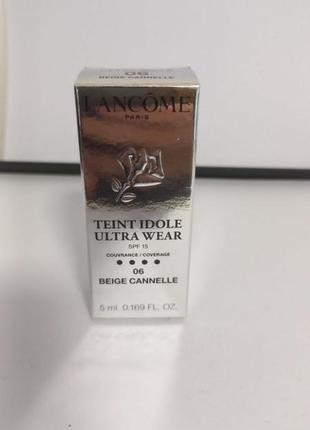 06
BEIGE CANNELLE
LANCÔME
PARIS
TEINT IDOLE
ULTRA WEAR
SPF 15
COUVRANCE / COVERAGE
06
BEIGE CANNELLE
5 ml 0.169 FL. OZ.